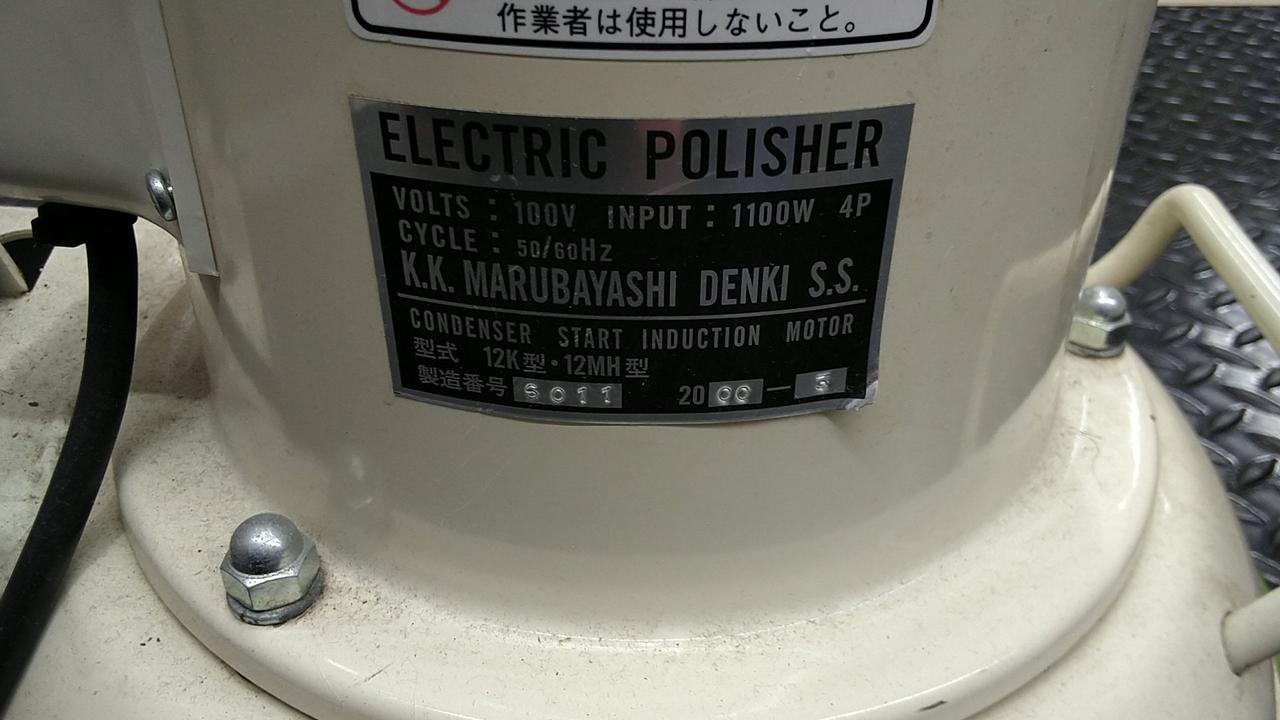 作業者は使用しないこと。
ELECTRIC POLISHER
VOLTS : 100V INPUT : 1100W 4P
CYCLE : 50/60Hz
K.K. MARUBAYASHI DENKI S.S.
CONDENSER START INDUCTION MOTOR
型式 12K型・12MH型
製造番号 6011 2000-5